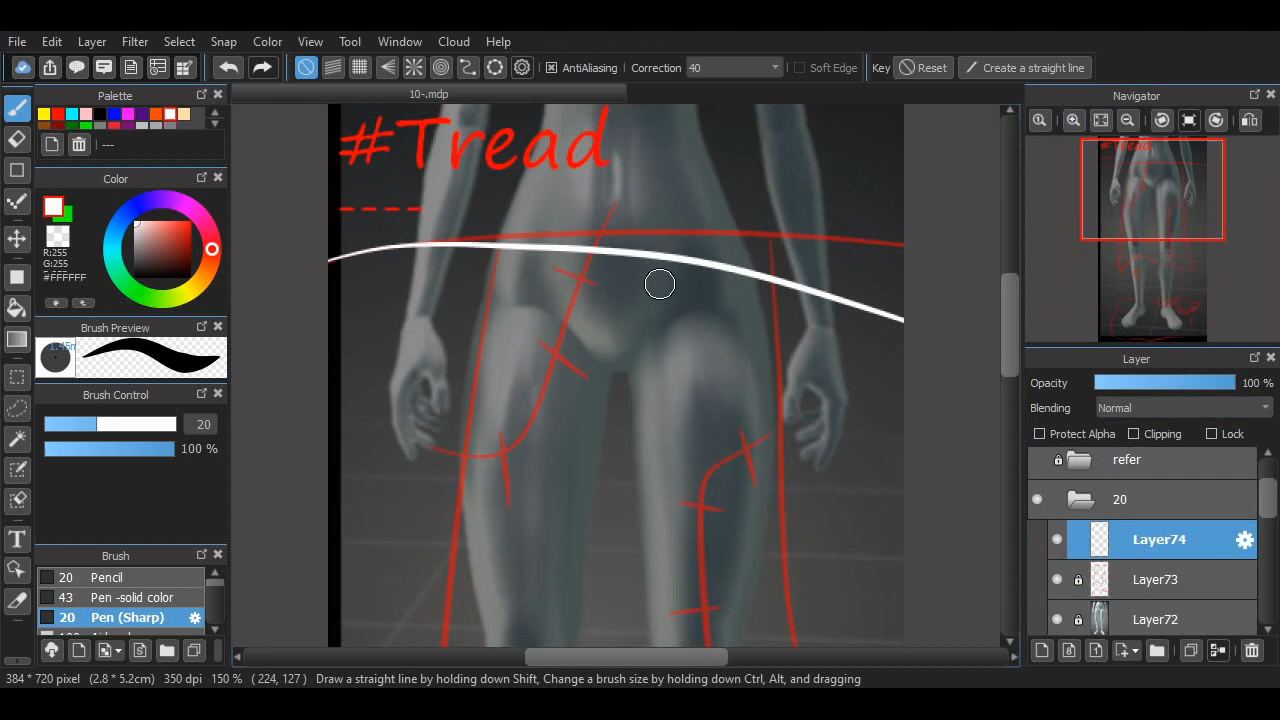 File Edit Layer Filter Select Snap Color View Tool Window Cloud Help
AntiAliasing Correction 40 Soft Edge Key Reset Create a straight line
Palette
---
Color
R:255
G:255
#FFFFFF
Brush Preview
Brush Control
20
100 %
Brush
20 Pencil
43 Pen -solid color
20 Pen (Sharp)
10-.mdp
#Tread
Navigator
#Tread
Layer
Opacity 100 %
Blending Normal
Protect Alpha Clipping Lock
refer
20
Layer74
Layer73
Layer72
384 * 720 pixel (2.8 * 5.2cm) 350 dpi 150 % ( 224, 127 ) Draw a straight line by holding down Shift, Change a brush size by holding down Ctrl, Alt, and dragging